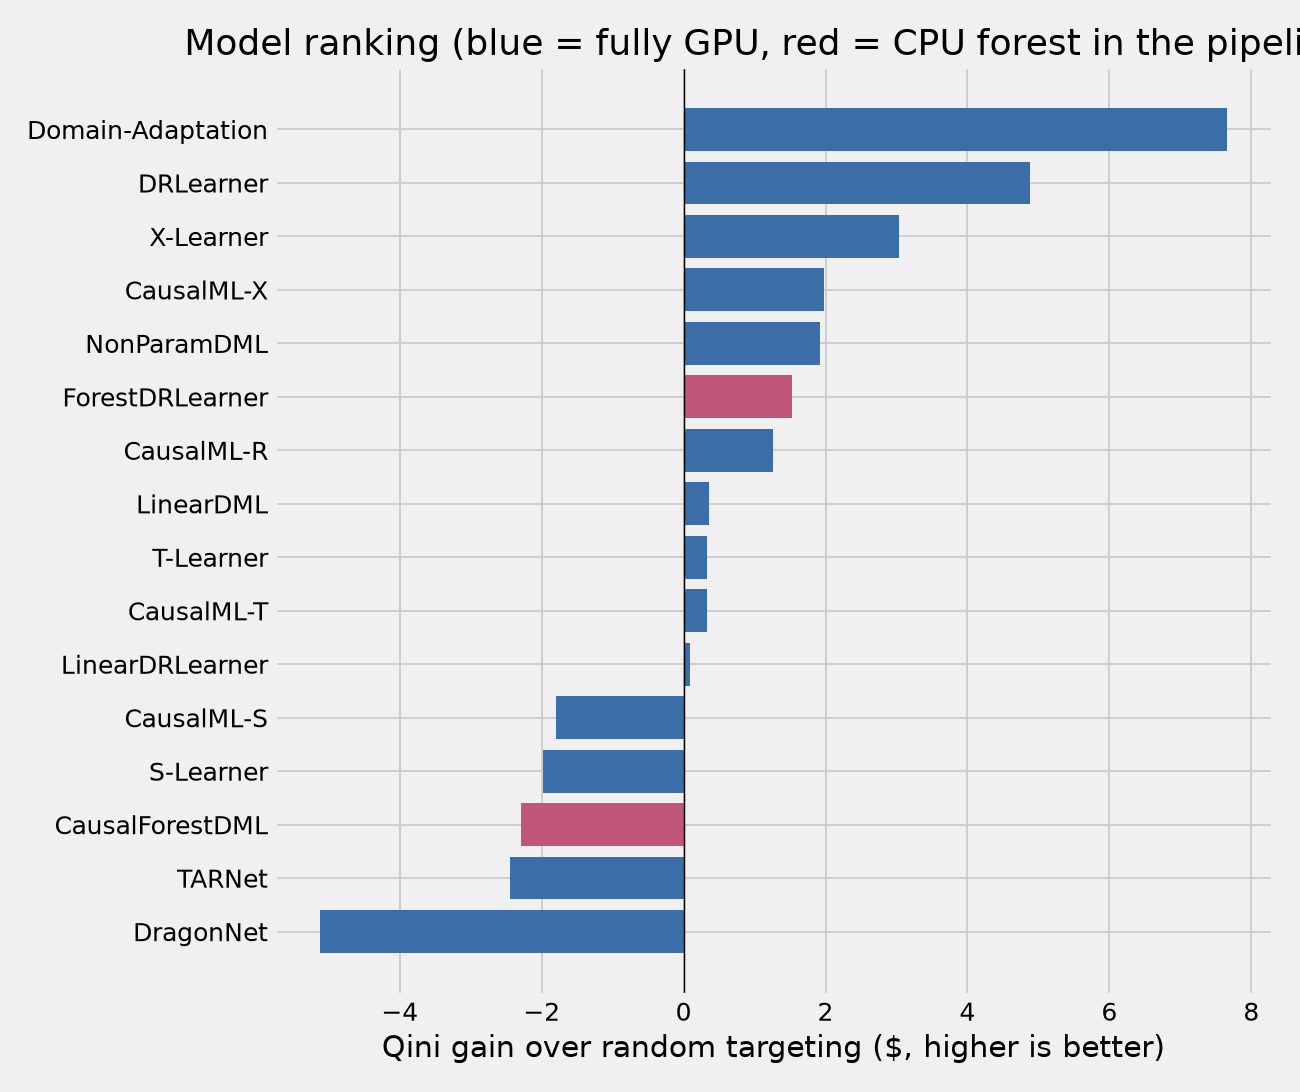 Model ranking (blue = fully GPU, red = CPU forest in the pipeli
Domain-Adaptation
DRLearner
X-Learner
CausalML-X
NonParamDML
ForestDRLearner
CausalML-R
LinearDML
T-Learner
CausalML-T
LinearDRLearner
CausalML-S
S-Learner
CausalForestDML
TARNet
DragonNet
−4 −2 0 2 4 6 8
Qini gain over random targeting ($, higher is better)